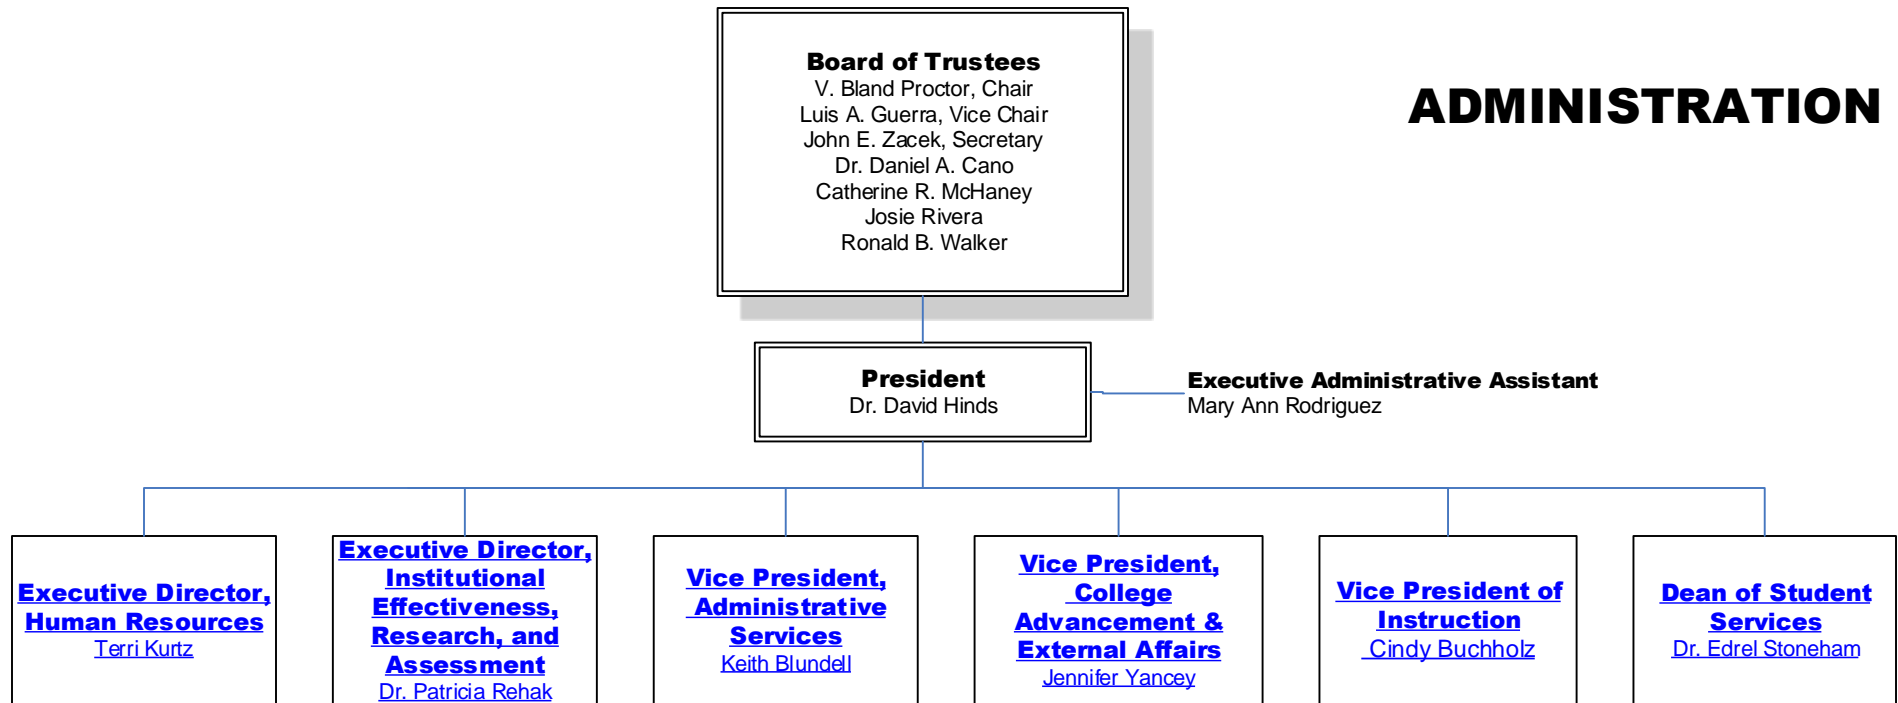 Board of Trustees
V. Bland Proctor, Chair
Luis A. Guerra, Vice Chair
John E. Zacek, Secretary
Dr. Daniel A. Cano
Catherine R. McHaney
Josie Rivera
Ronald B. Walker
ADMINISTRATION
President
Dr. David Hinds
Executive Administrative Assistant
Mary Ann Rodriguez
Executive Director,
Human Resources
Terri Kurtz
Executive Director,
Institutional
Effectiveness,
Research, and
Assessment
Dr. Patricia Rehak
Vice President,
Administrative
Services
Keith Blundell
Vice President,
College
Advancement &
External Affairs
Jennifer Yancey
Vice President of
Instruction
Cindy Buchholz
Dean of Student
Services
Dr. Edrel Stoneham